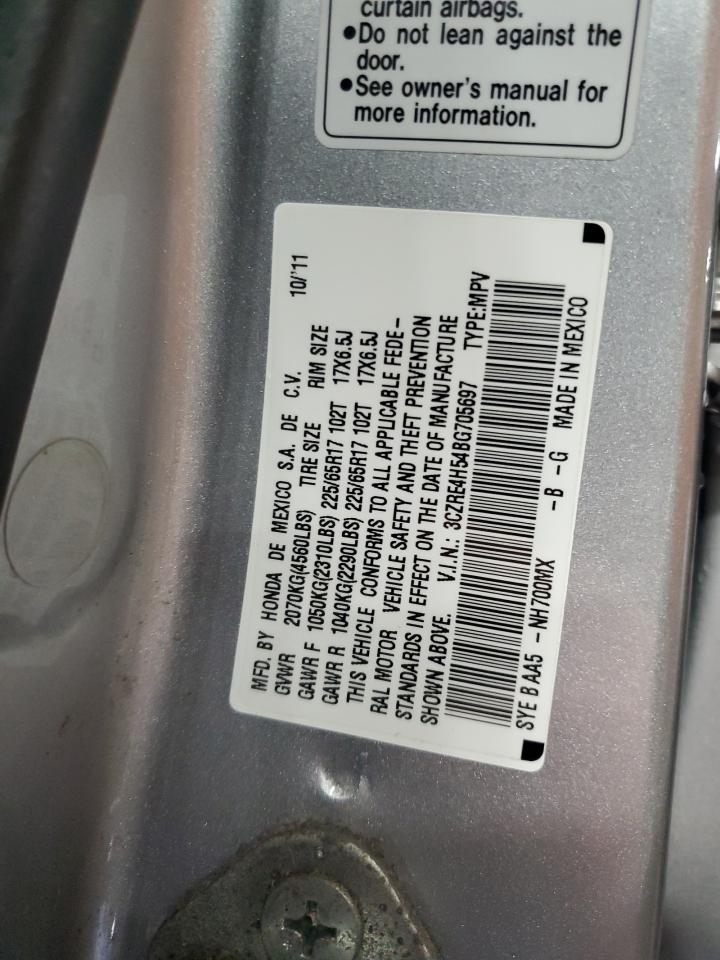 curtain airbags.
●Do not lean against the
door.
●See owner's manual for
more information.
MFD. BY HONDA DE MEXICO S.A. DE C.V. 10/'11
GVWR 2070KG(4560LBS) TIRE SIZE RIM SIZE
GAWR F 1050KG(2310LBS) 225/65R17 102T 17X6.5J
GAWR R 1040KG(2290LBS) 225/65R17 102T 17X6.5J
THIS VEHICLE CONFORMS TO ALL APPLICABLE FEDE-
RAL MOTOR VEHICLE SAFETY AND THEFT PREVENTION
STANDARDS IN EFFECT ON THE DATE OF MANUFACTURE
SHOWN ABOVE. V.I.N.: 3CZRE4H54BG705697 TYPE:MPV
SYE B AA5 -NH700MX -B -G MADE IN MEXICO